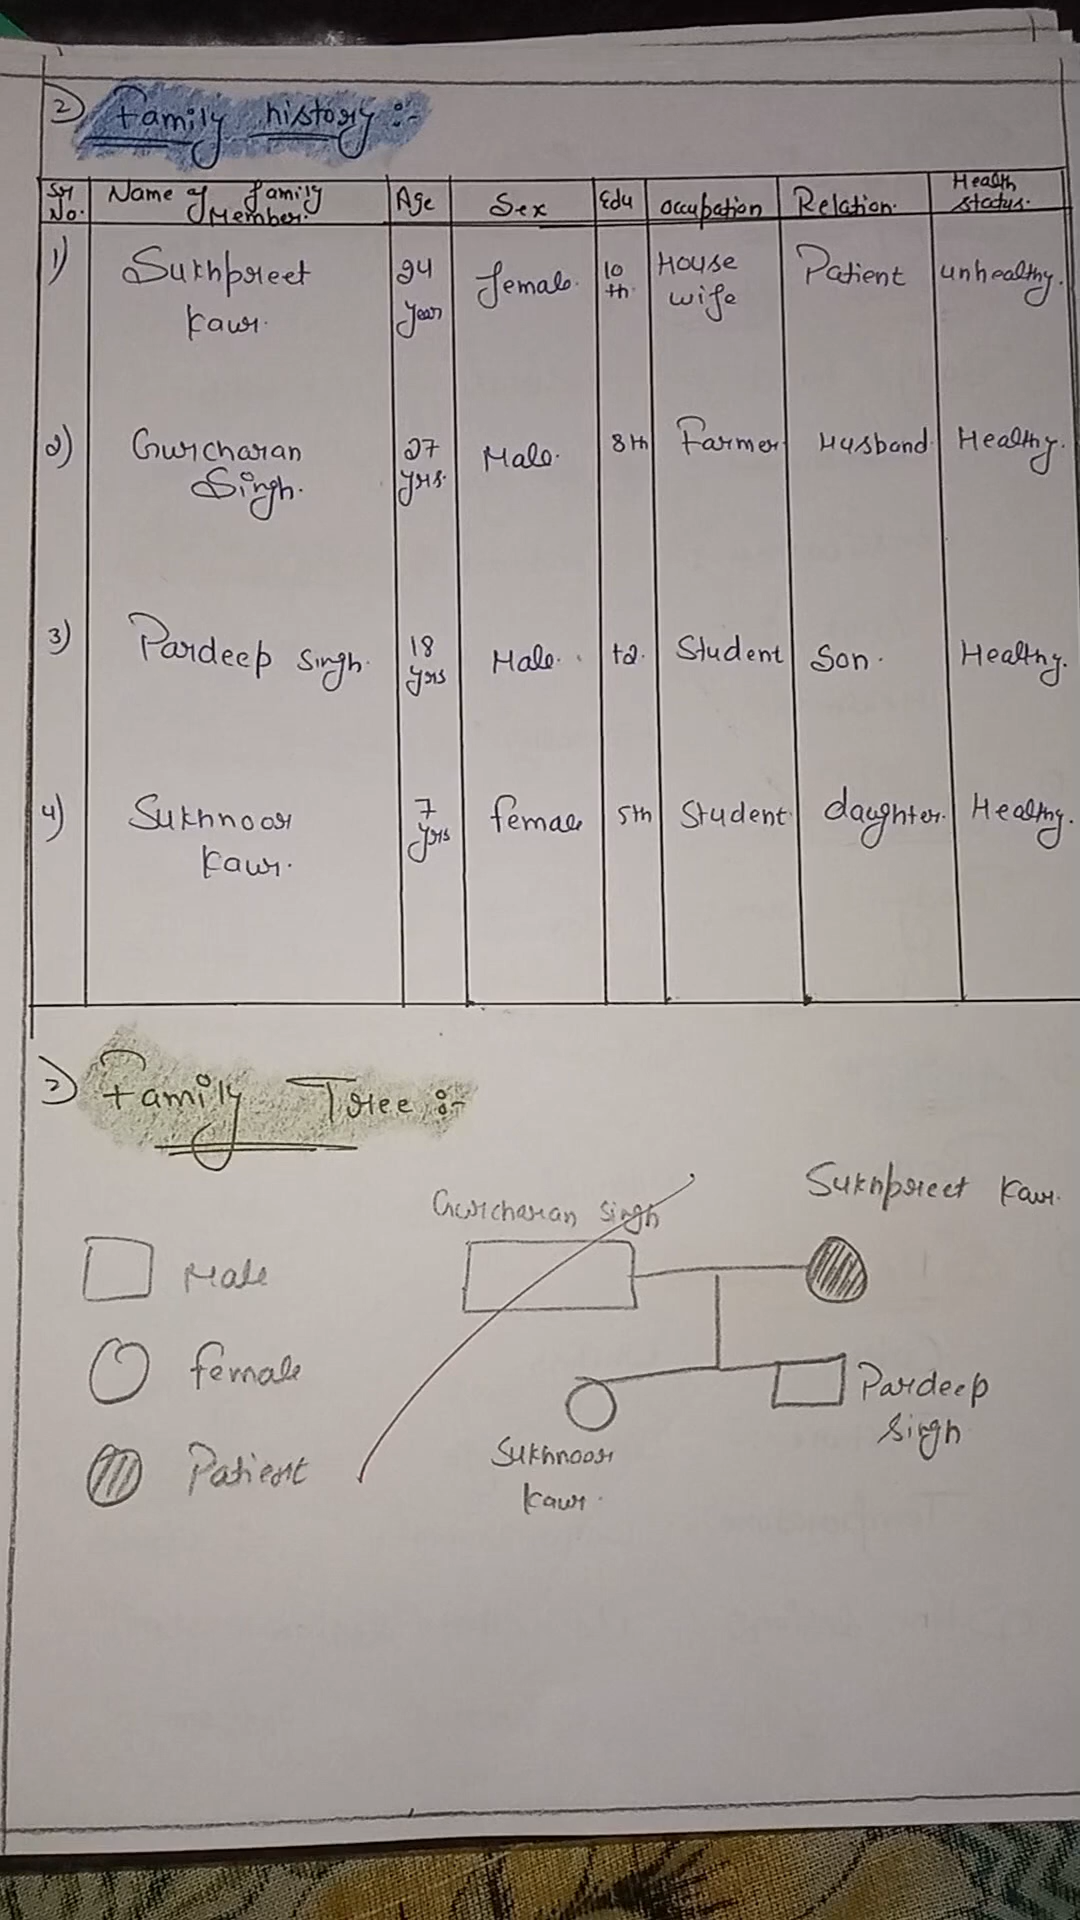 2) Family history :-
Sr No. Name of family Member. Age Sex Edu Occupation Relation. Health status.
1) Sukhpreet Kaur. 24 year female. 10 th. House wife Patient unhealthy.
2) Gurcharan Singh. 27 yrs. Male. 8th Farmer Husband Healthy.
3) Pardeep Singh. 18 yrs Male. +2. Student Son. Healthy.
4) Sukhnoor Kaur. 7 yrs female 5th Student daughter. Healthy.
2) Family Tree :-
Gurcharan Singh
Sukhpreet Kaur.
Male
female
Patient
Pardeep
Singh
Sukhnoor
Kaur.